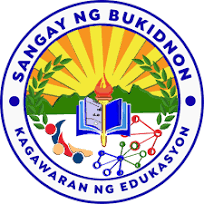 SANGAY NG BUKIDNON
KAGAWARAN NG EDUKASYON